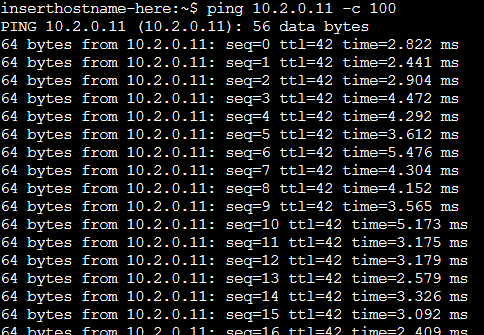 inserthostname-here:~$ ping 10.2.0.11 -c 100
PING 10.2.0.11 (10.2.0.11): 56 data bytes
64 bytes from 10.2.0.11: seq=0 ttl=42 time=2.822 ms
64 bytes from 10.2.0.11: seq=1 ttl=42 time=2.441 ms
64 bytes from 10.2.0.11: seq=2 ttl=42 time=2.904 ms
64 bytes from 10.2.0.11: seq=3 ttl=42 time=4.472 ms
64 bytes from 10.2.0.11: seq=4 ttl=42 time=4.292 ms
64 bytes from 10.2.0.11: seq=5 ttl=42 time=3.612 ms
64 bytes from 10.2.0.11: seq=6 ttl=42 time=5.476 ms
64 bytes from 10.2.0.11: seq=7 ttl=42 time=4.304 ms
64 bytes from 10.2.0.11: seq=8 ttl=42 time=4.152 ms
64 bytes from 10.2.0.11: seq=9 ttl=42 time=3.565 ms
64 bytes from 10.2.0.11: seq=10 ttl=42 time=5.173 ms
64 bytes from 10.2.0.11: seq=11 ttl=42 time=3.175 ms
64 bytes from 10.2.0.11: seq=12 ttl=42 time=3.179 ms
64 bytes from 10.2.0.11: seq=13 ttl=42 time=2.579 ms
64 bytes from 10.2.0.11: seq=14 ttl=42 time=3.326 ms
64 bytes from 10.2.0.11: seq=15 ttl=42 time=3.092 ms
64 bytes from 10.2.0.11: seq=16 ttl=42 time=2.409 ms